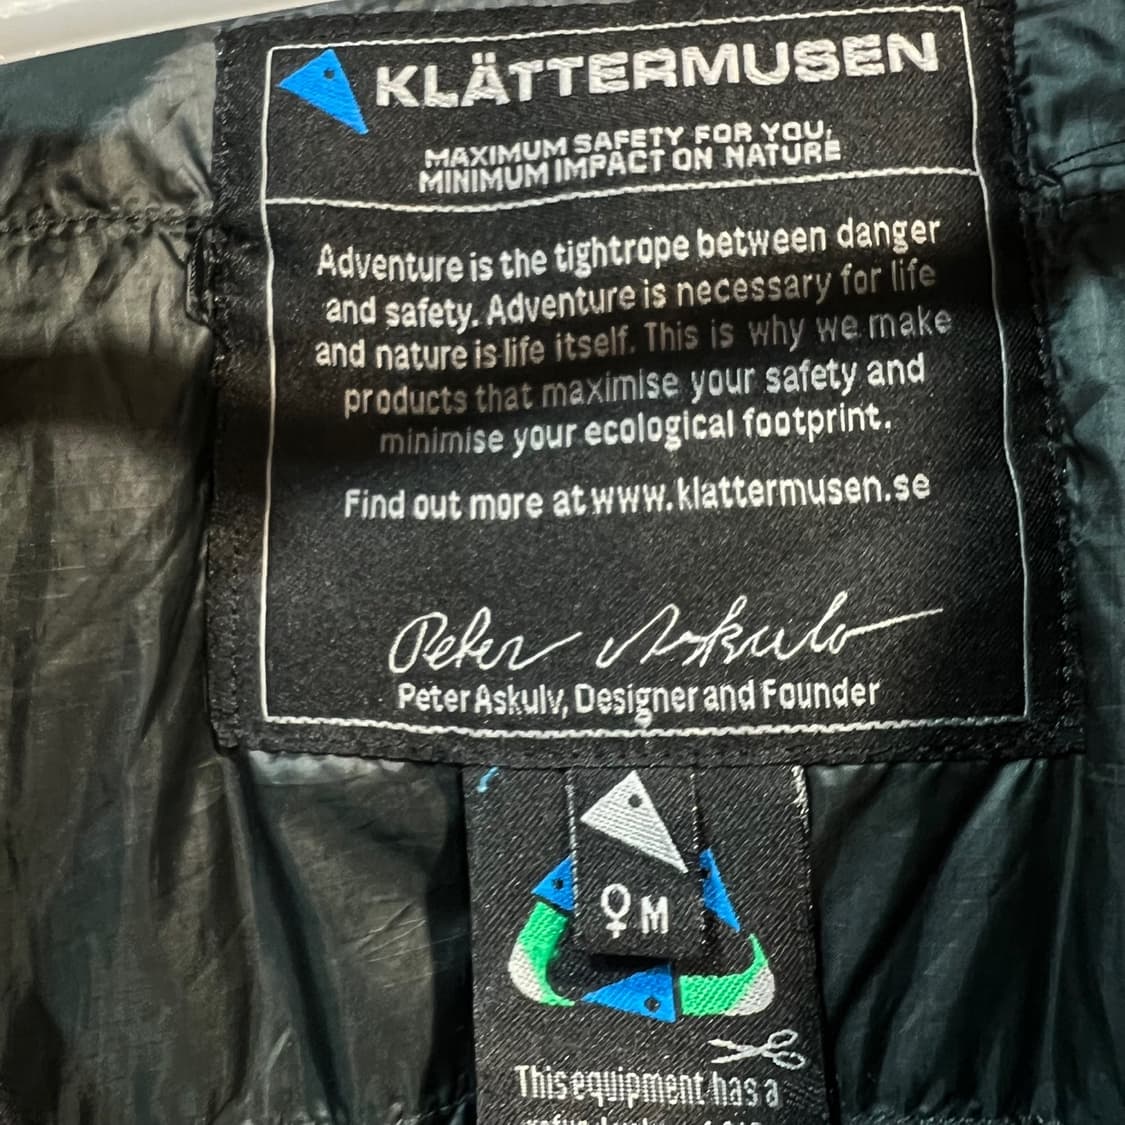 KLÄTTERMUSEN
MAXIMUM SAFETY FOR YOU,
MINIMUM IMPACT ON NATURE
Adventure is the tightrope between danger
and safety. Adventure is necessary for life
and nature is life itself. This is why we make
products that maximise your safety and
minimise your ecological footprint.
Find out more at www.klattermusen.se
Peter Askulv
Peter Askulv, Designer and Founder
♀ M
This equipment has a